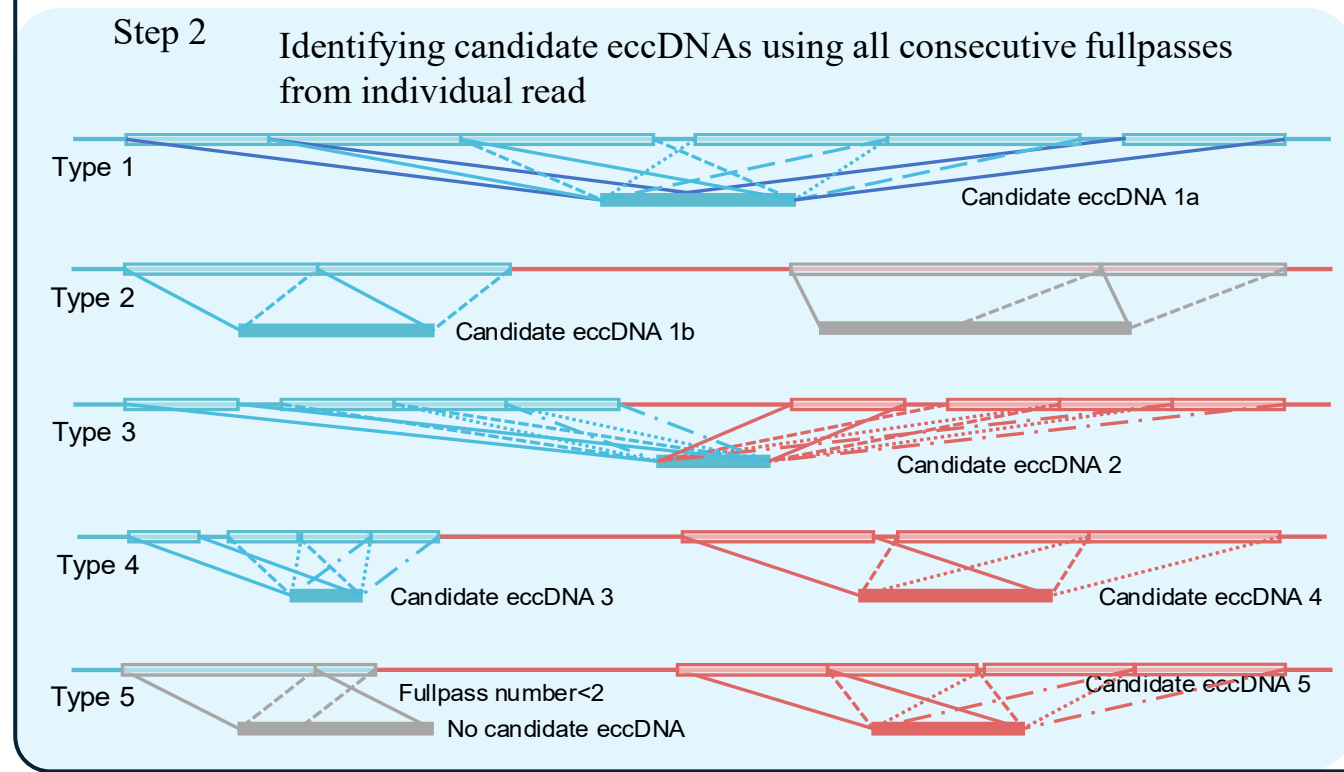 Step 2
Identifying candidate eccDNAs using all consecutive fullpasses
from individual read
Type 1
Candidate eccDNA 1a
Type 2
Candidate eccDNA 1b
Type 3
Candidate eccDNA 2
Type 4
Candidate eccDNA 3
Candidate eccDNA 4
Type 5
Fullpass number<2
Candidate eccDNA 5
No candidate eccDNA